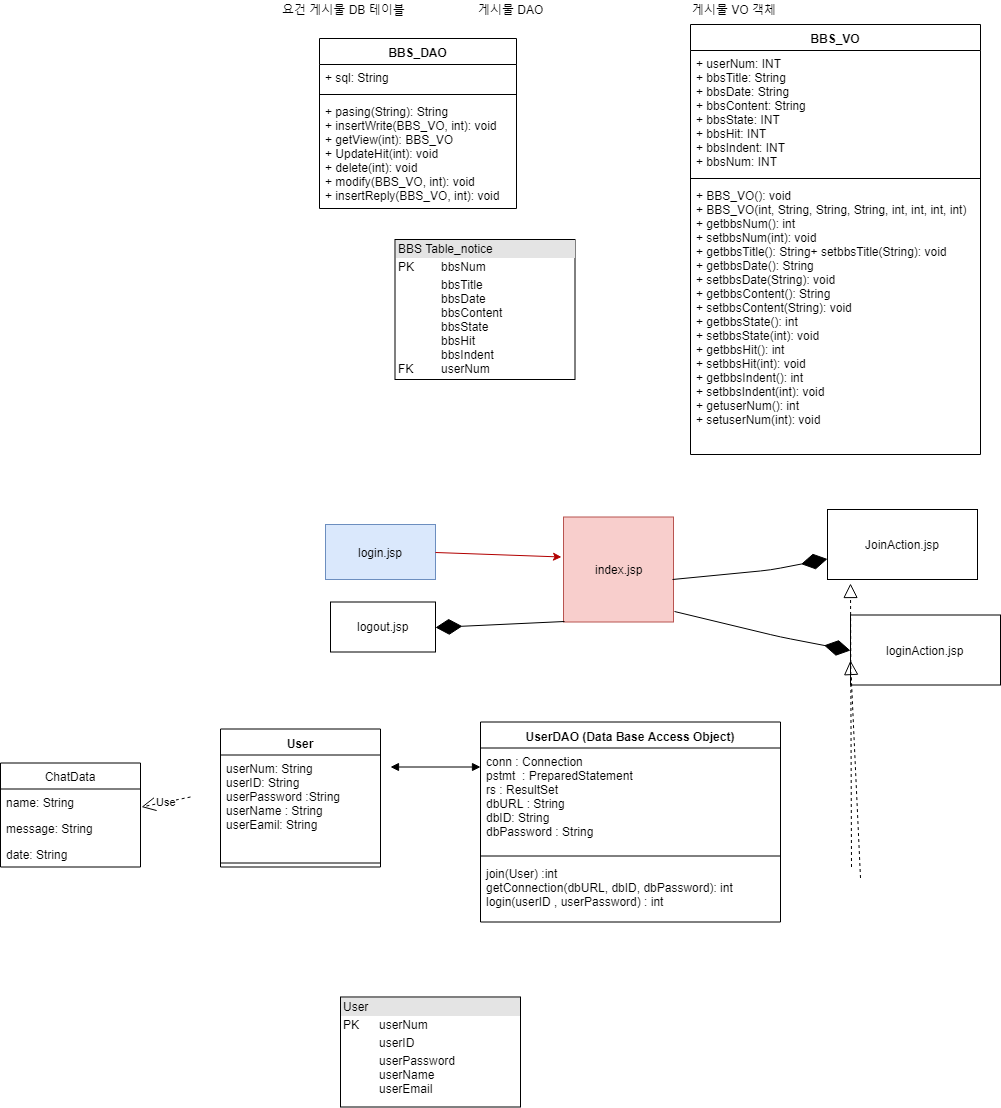 요건 게시물 DB 테이블
게시물 DAO
게시물 VO 객체
BBS_DAO
+ sql: String
+ pasing(String): String
+ insertWrite(BBS_VO, int): void
+ getView(int): BBS_VO
+ UpdateHit(int): void
+ delete(int): void
+ modify(BBS_VO, int): void
+ insertReply(BBS_VO, int): void
BBS_VO
+ userNum: INT
+ bbsTitle: String
+ bbsDate: String
+ bbsContent: String
+ bbsState: INT
+ bbsHit: INT
+ bbsIndent: INT
+ bbsNum: INT
+ BBS_VO(): void
+ BBS_VO(int, String, String, String, int, int, int, int)
+ getbbsNum(): int
+ setbbsNum(int): void
+ getbbsTitle(): String+ setbbsTitle(String): void
+ getbbsDate(): String
+ setbbsDate(String): void
+ getbbsContent(): String
+ setbbsContent(String): void
+ getbbsState(): int
+ setbbsState(int): void
+ getbbsHit(): int
+ setbbsHit(int): void
+ getbbsIndent(): int
+ setbbsIndent(int): void
+ getuserNum(): int
+ setuserNum(int): void
BBS Table_notice
PK bbsNum
bbsTitle
bbsDate
bbsContent
bbsState
bbsHit
bbsIndent
FK userNum
login.jsp
index.jsp
JoinAction.jsp
logout.jsp
loginAction.jsp
ChatData
name: String
message: String
date: String
Use
User
userNum: String
userID: String
userPassword :String
userName : String
userEamil: String
UserDAO (Data Base Access Object)
conn : Connection
pstmt : PreparedStatement
rs : ResultSet
dbURL : String
dbID: String
dbPassword : String
join(User) :int
getConnection(dbURL, dbID, dbPassword): int
login(userID , userPassword) : int
User
PK userNum
userID
userPassword
userName
userEmail